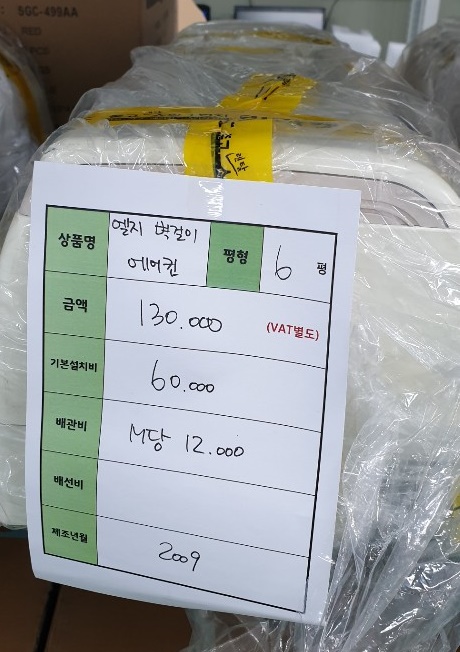 SGC-499AA
상품명
엘지 벽걸이
에어컨
평형
6 평
금액
130.000
(VAT별도)
기본설치비
60.000
배관비
M당 12.000
배선비
제조년월
2009